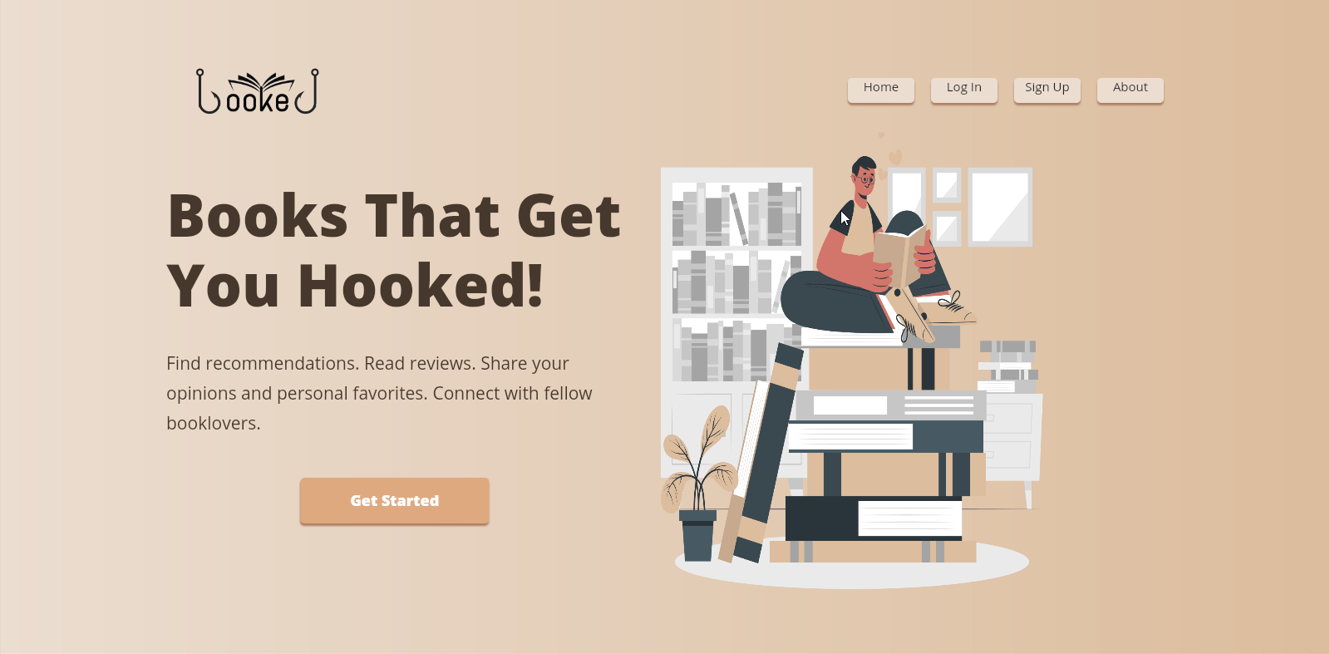 booked
Home
Log In
Sign Up
About
Books That Get
You Hooked!
Find recommendations. Read reviews. Share your
opinions and personal favorites. Connect with fellow
booklovers.
Get Started